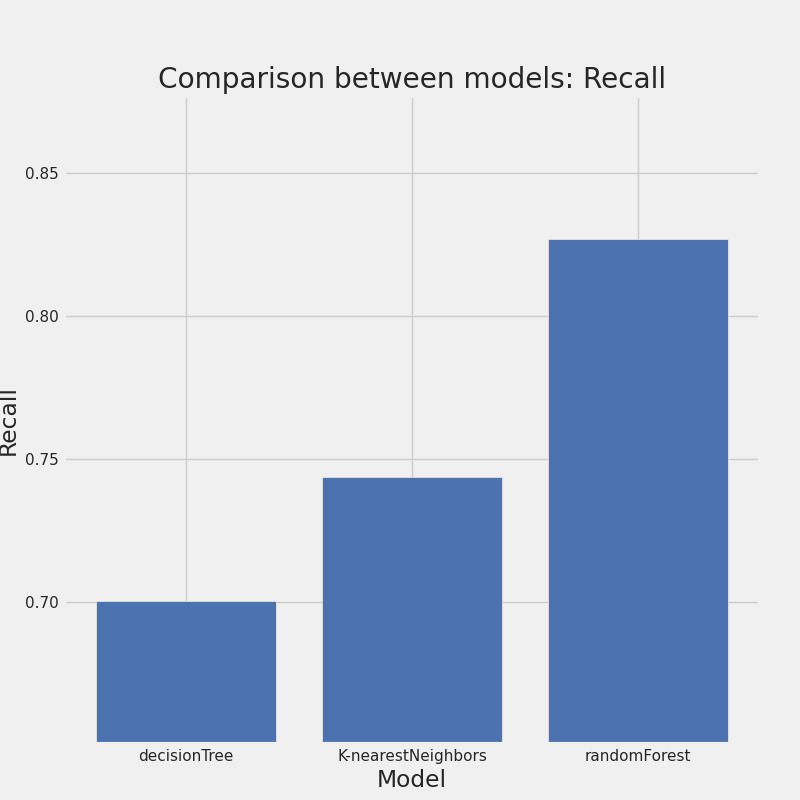 Comparison between models: Recall
0.85
0.80
0.75
0.70
Recall
decisionTree K-nearestNeighbors randomForest
Model